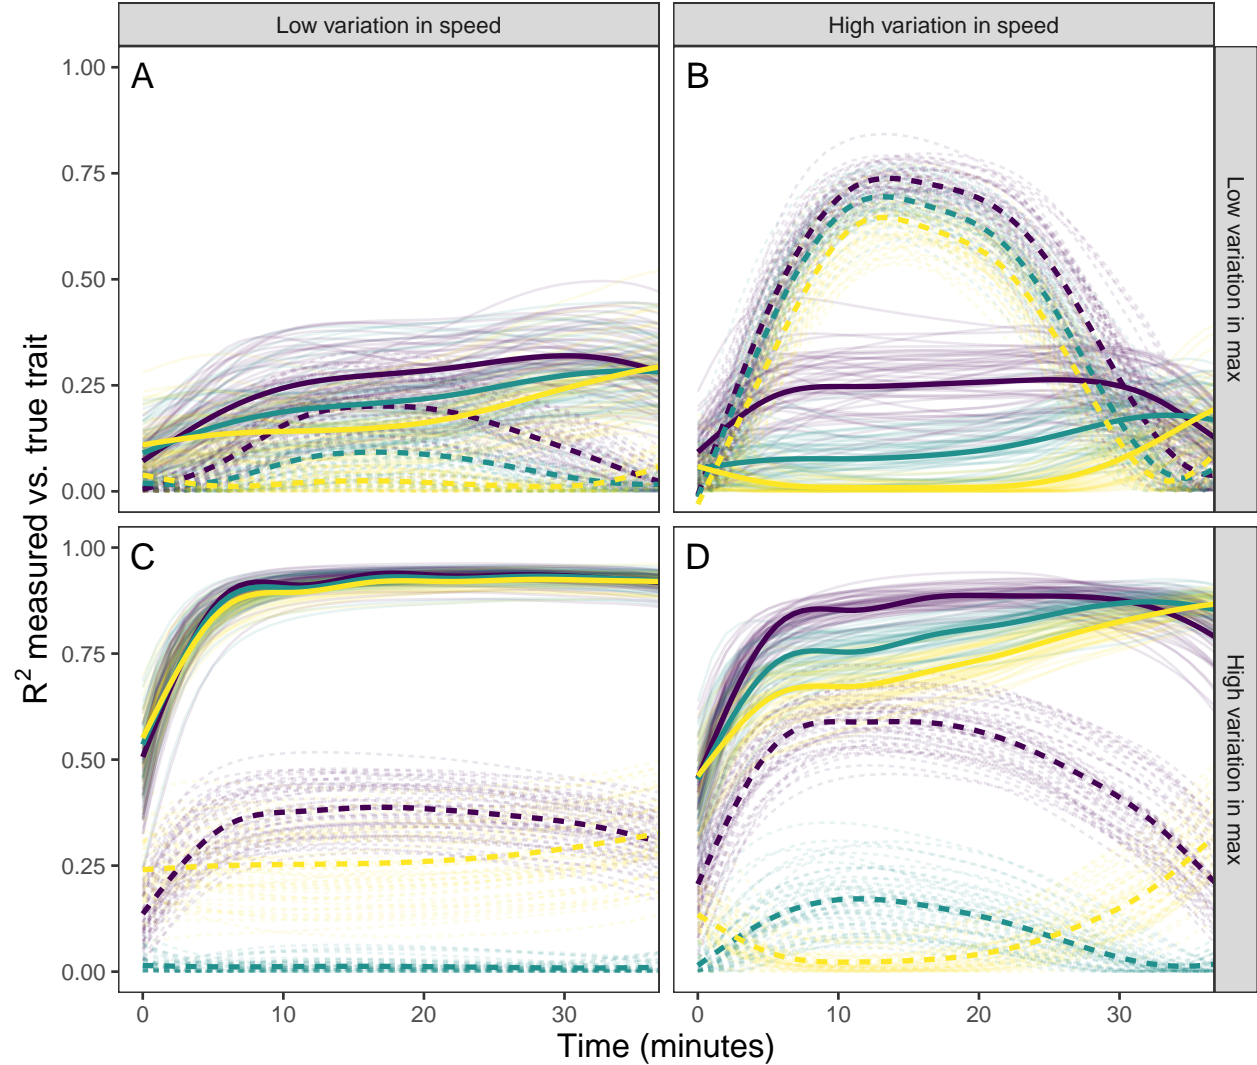 Low variation in speed
High variation in speed
A
B
1.00
0.75
0.50
0.25
0.00
Low variation in max
C
D
1.00
0.75
0.50
0.25
0.00
High variation in max
R² measured vs. true trait
0 10 20 30
0 10 20 30
Time (minutes)